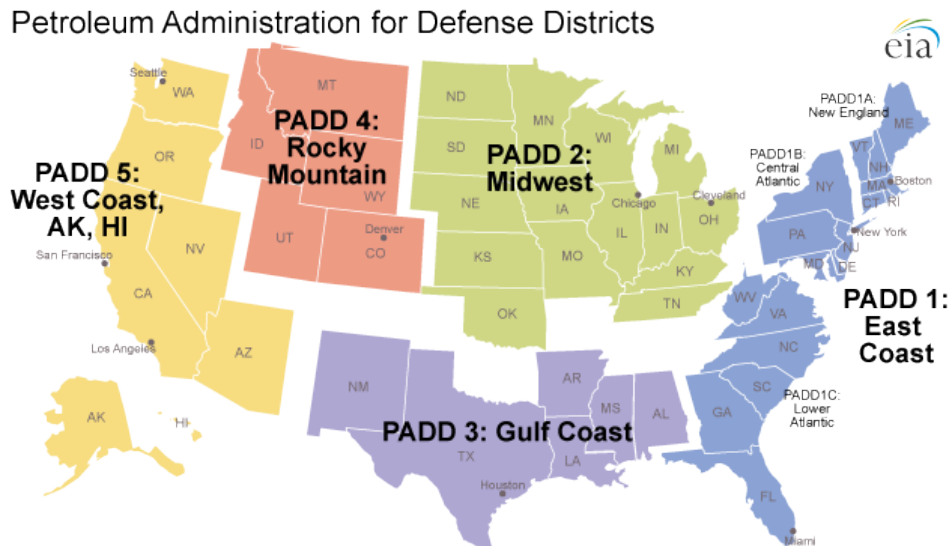 Petroleum Administration for Defense Districts
eia
Seattle
WA
OR
PADD 5:
West Coast,
AK, HI
NV
San Francisco
CA
Los Angeles
AZ
AK
HI
MT
PADD 4:
Rocky
Mountain
ID
WY
UT
Denver
CO
ND
MN
SD
WI
MI
PADD 2:
Midwest
NE
IA
Chicago
Cleveland
IL
IN
OH
KS
MO
KY
OK
TN
NM
AR
MS
AL
PADD 3: Gulf Coast
TX
LA
Houston
PADD1A:
New England
ME
VT
NH
PADD1B:
Central
Atlantic
NY
MA
Boston
CT
RI
PA
New York
NJ
MD
DE
WV
VA
PADD 1:
East
Coast
NC
SC
GA
PADD1C:
Lower
Atlantic
FL
Miami